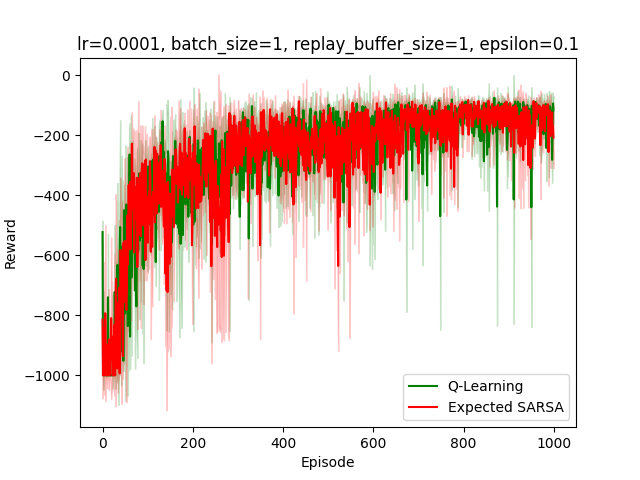 lr=0.0001, batch_size=1, replay_buffer_size=1, epsilon=0.1
0
−200
−400
−600
−800
−1000
Reward
0
200
400
600
800
1000
Episode
Q-Learning
Expected SARSA